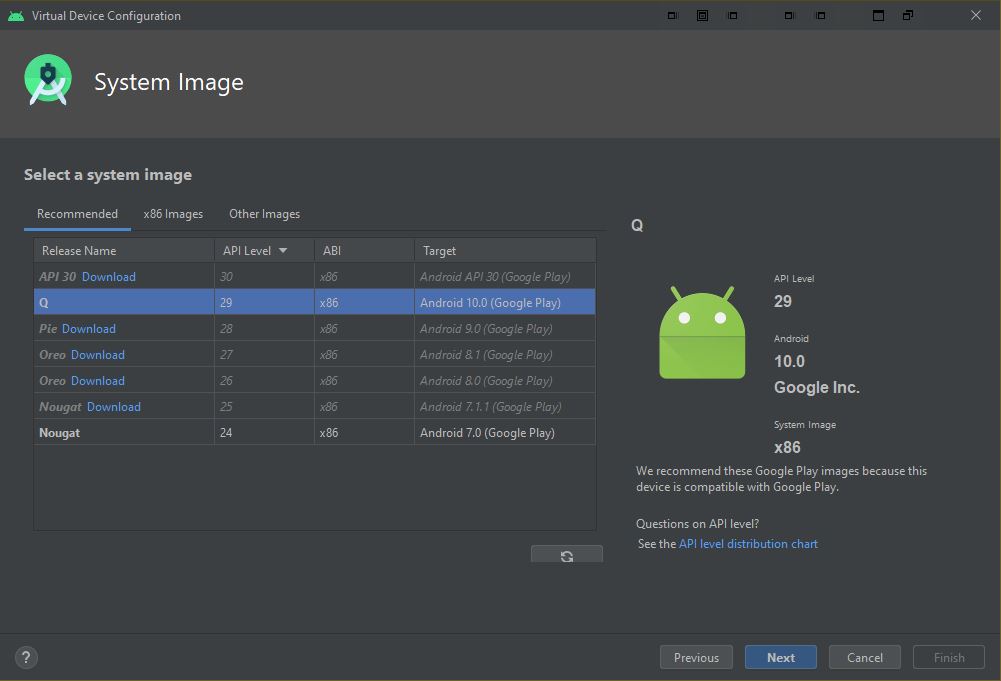 Virtual Device Configuration
System Image
Select a system image
Recommended x86 Images Other Images
Release Name API Level ABI Target
API 30 Download 30 x86 Android API 30 (Google Play)
Q 29 x86 Android 10.0 (Google Play)
Pie Download 28 x86 Android 9.0 (Google Play)
Oreo Download 27 x86 Android 8.1 (Google Play)
Oreo Download 26 x86 Android 8.0 (Google Play)
Nougat Download 25 x86 Android 7.1.1 (Google Play)
Nougat 24 x86 Android 7.0 (Google Play)
Q
API Level
29
Android
10.0
Google Inc.
System Image
x86
We recommend these Google Play images because this
device is compatible with Google Play.
Questions on API level?
See the API level distribution chart
? Previous Next Cancel Finish